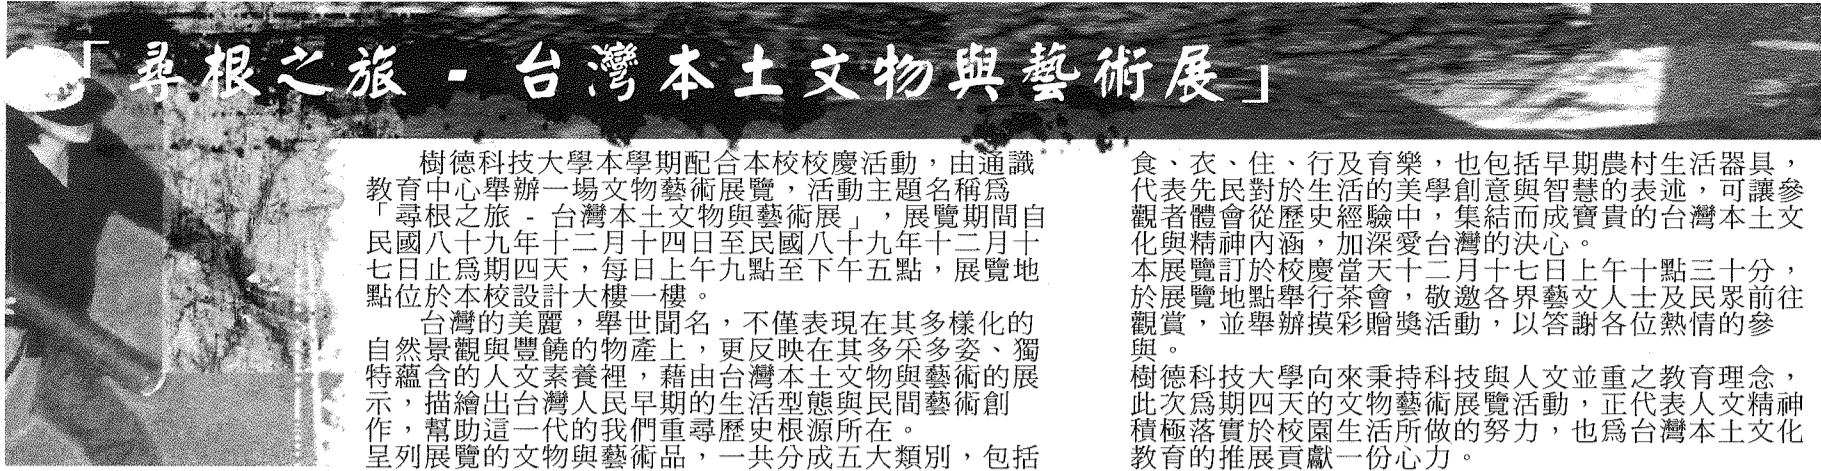 「尋根之旅 - 台灣本土文物與藝術展」
樹德科技大學本學期配合本校校慶活動，由通識
教育中心舉辦一場文物藝術展覽，活動主題名稱爲
「尋根之旅 - 台灣本土文物與藝術展」，展覽期間自
民國八十九年十二月十四日至民國八十九年十二月十
七日止爲期四天，每日上午九點至下午五點，展覽地
點位於本校設計大樓一樓。
台灣的美麗，舉世聞名，不僅表現在其多樣化的
自然景觀與豐饒的物產上，更反映在其多采多姿、獨
特蘊含的人文素養裡，藉由台灣本土文物與藝術的展
示，描繪出台灣人民早期的生活型態與民間藝術創
作，幫助這一代的我們重尋歷史根源所在。
呈列展覽的文物與藝術品，一共分成五大類別，包括
食、衣、住、行及育樂，也包括早期農村生活器具，
代表先民對於生活的美學創意與智慧的表述，可讓參
觀者體會從歷史經驗中，集結而成寶貴的台灣本土文
化與精神內涵，加深愛台灣的決心。
本展覽訂於校慶當天十二月十七日上午十點三十分，
於展覽地點舉行茶會，敬邀各界藝文人士及民眾前往
觀賞，並舉辦摸彩贈獎活動，以答謝各位熱情的參
與。
樹德科技大學向來秉持科技與人文並重之教育理念，
此次爲期四天的文物藝術展覽活動，正代表人文精神
積極落實於校園生活所做的努力，也爲台灣本土文化
教育的推展貢獻一份心力。